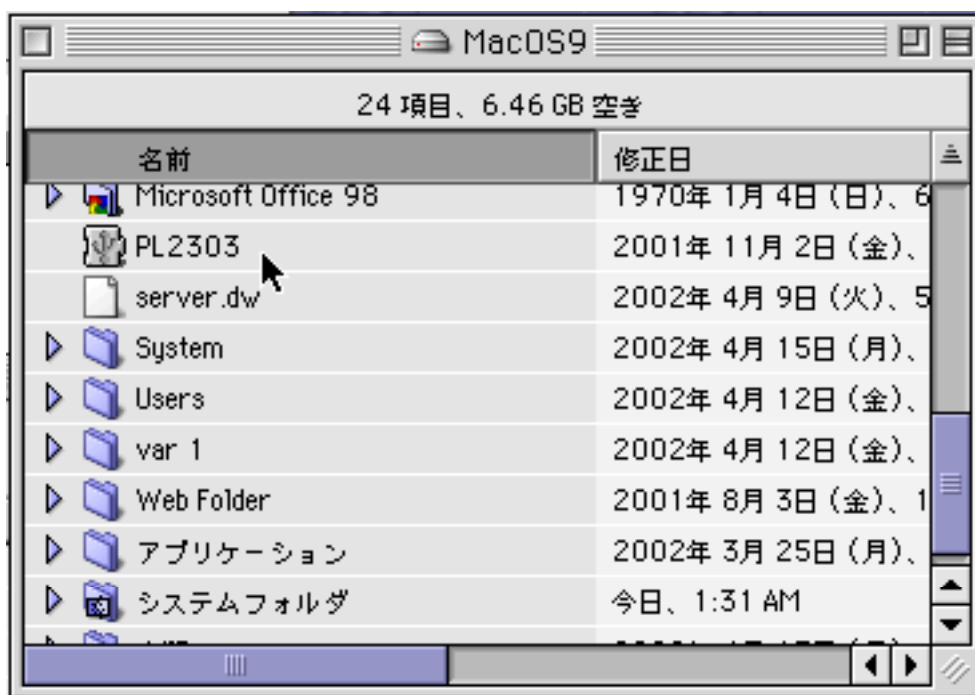 MacOS9
24 項目、6.46 GB 空き
名前 修正日
Microsoft Office 98 1970年 1月 4日 (日)、6
PL2303 2001年 11月 2日 (金)、
server.dw 2002年 4月 9日 (火)、5
System 2002年 4月 15日 (月)、
Users 2002年 4月 12日 (金)、
var 1 2002年 4月 12日 (金)、
Web Folder 2001年 8月 3日 (金)、1
アプリケーション 2002年 3月 25日 (月)、
システムフォルダ 今日、1:31 AM